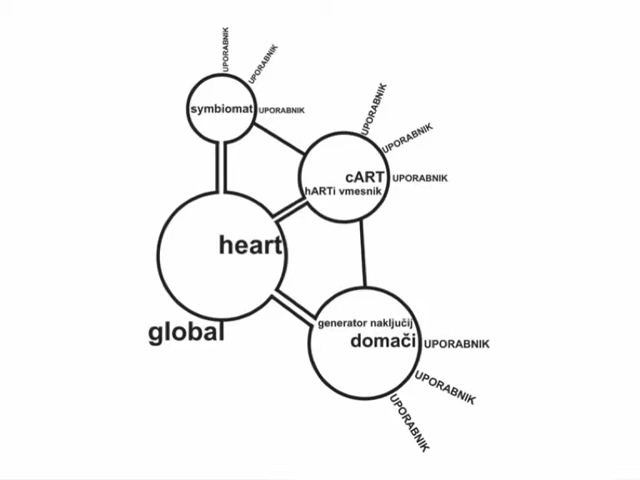 UPORABNIK
UPORABNIK
symbiomat
UPORABNIK
UPORABNIK
UPORABNIK
cART
UPORABNIK
hARTi vmesnik
heart
global
generator naključij
domači
UPORABNIK
UPORABNIK
UPORABNIK